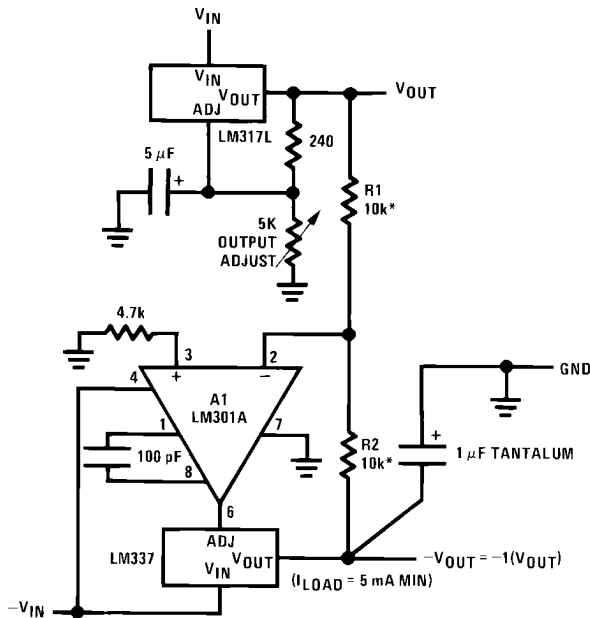 VIN
VIN
VOUT
ADJ
VOUT
LM317L
240
5 μF
+
R1
10k*
5K
OUTPUT
ADJUST
4.7k
3
2
4
+
−
A1
LM301A
GND
1
7
100 pF
8
R2
10k*
+
1 μF TANTALUM
6
LM337
ADJ
VOUT
VIN
−VOUT = −1(VOUT)
(ILOAD = 5 mA MIN)
−VIN